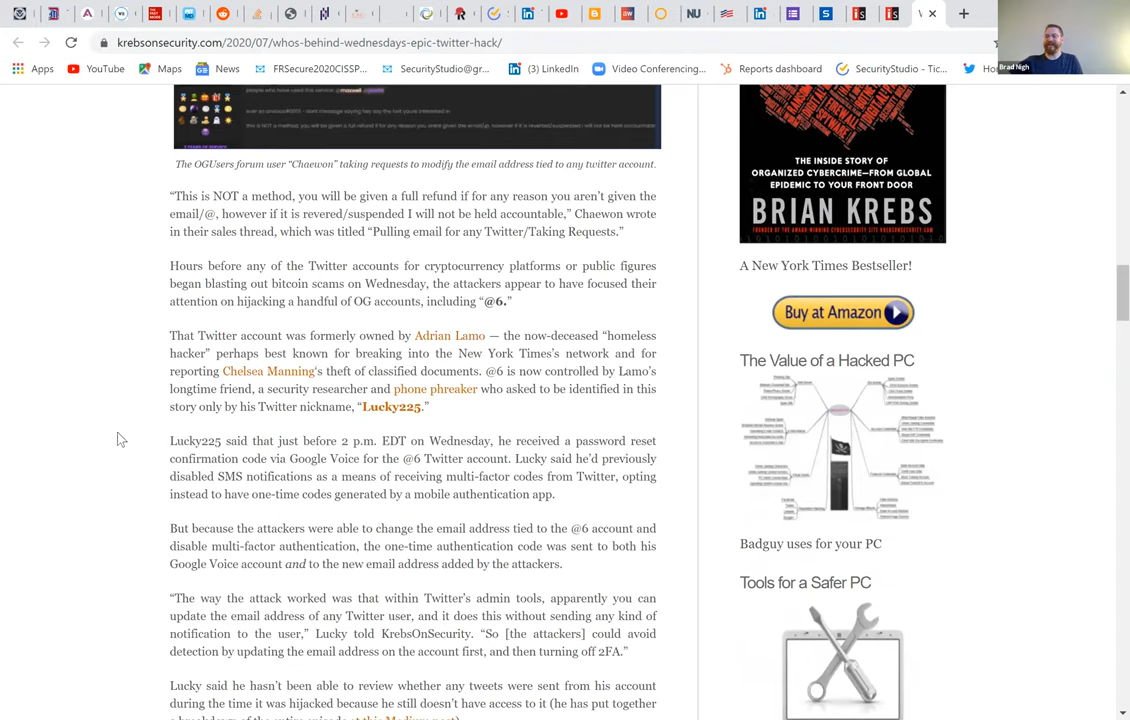 krebsonsecurity.com/2020/07/whos-behind-wednesdays-epic-twitter-hack/
Brad Nigh
Apps YouTube Maps News FRSecure2020CISSP... SecurityStudio@gr... (3) LinkedIn Video Conferencing... Reports dashboard SecurityStudio - Tic...
The OGUsers forum user “Chaewon” taking requests to modify the email address tied to any twitter account.
“This is NOT a method, you will be given a full refund if for any reason you aren’t given the
email/@, however if it is revered/suspended I will not be held accountable,” Chaewon wrote
in their sales thread, which was titled “Pulling email for any Twitter/Taking Requests.”
Hours before any of the Twitter accounts for cryptocurrency platforms or public figures
began blasting out bitcoin scams on Wednesday, the attackers appear to have focused their
attention on hijacking a handful of OG accounts, including “@6.”
That Twitter account was formerly owned by Adrian Lamo — the now-deceased “homeless
hacker” perhaps best known for breaking into the New York Times’s network and for
reporting Chelsea Manning‘s theft of classified documents. @6 is now controlled by Lamo’s
longtime friend, a security researcher and phone phreaker who asked to be identified in this
story only by his Twitter nickname, “Lucky225.”
Lucky225 said that just before 2 p.m. EDT on Wednesday, he received a password reset
confirmation code via Google Voice for the @6 Twitter account. Lucky said he’d previously
disabled SMS notifications as a means of receiving multi-factor codes from Twitter, opting
instead to have one-time codes generated by a mobile authentication app.
But because the attackers were able to change the email address tied to the @6 account and
disable multi-factor authentication, the one-time authentication code was sent to both his
Google Voice account and to the new email address added by the attackers.
“The way the attack worked was that within Twitter’s admin tools, apparently you can
update the email address of any Twitter user, and it does this without sending any kind of
notification to the user,” Lucky told KrebsOnSecurity. “So [the attackers] could avoid
detection by updating the email address on the account first, and then turning off 2FA.”
Lucky said he hasn’t been able to review whether any tweets were sent from his account
during the time it was hijacked because he still doesn’t have access to it (he has put together
a breakdown of the entire episode at this Medium post).
THE INSIDE STORY OF
ORGANIZED CYBERCRIME—FROM GLOBAL
EPIDEMIC TO YOUR FRONT DOOR
BRIAN KREBS
FOUNDER OF THE AWARD-WINNING CYBERSECURITY SITE KREBSONSECURITY.COM
A New York Times Bestseller!
Buy at Amazon
The Value of a Hacked PC
Badguy uses for your PC
Tools for a Safer PC